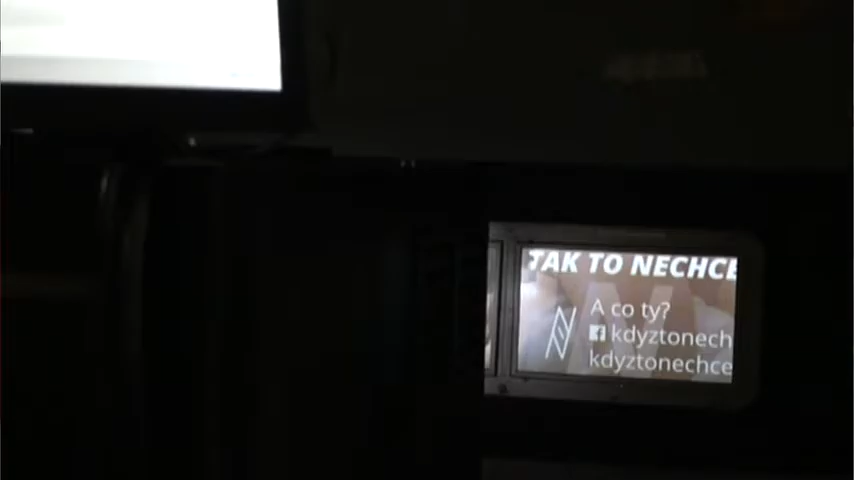 TAK TO NECHCE
A co ty?
kdyztonech
kdyztonechce